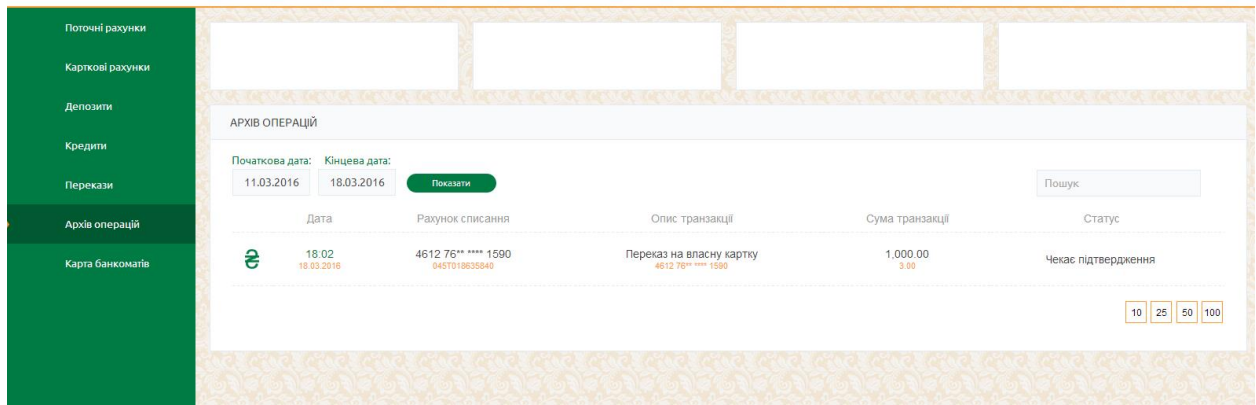 Поточні рахунки
Карткові рахунки
Депозити
Кредити
Перекази
Архів операцій
Карта банкоматів
АРХІВ ОПЕРАЦІЙ
Початкова дата: Кінцева дата:
11.03.2016 18.03.2016 Показати Пошук
Дата Рахунок списання Опис транзакції Сума транзакції Статус
₴ 18:02 4612 76** **** 1590 Переказ на власну картку 1,000.00 Чекає підтвердження
18.03.2016 045T018635840 4612 76** **** 1590 3.00
10 25 50 100